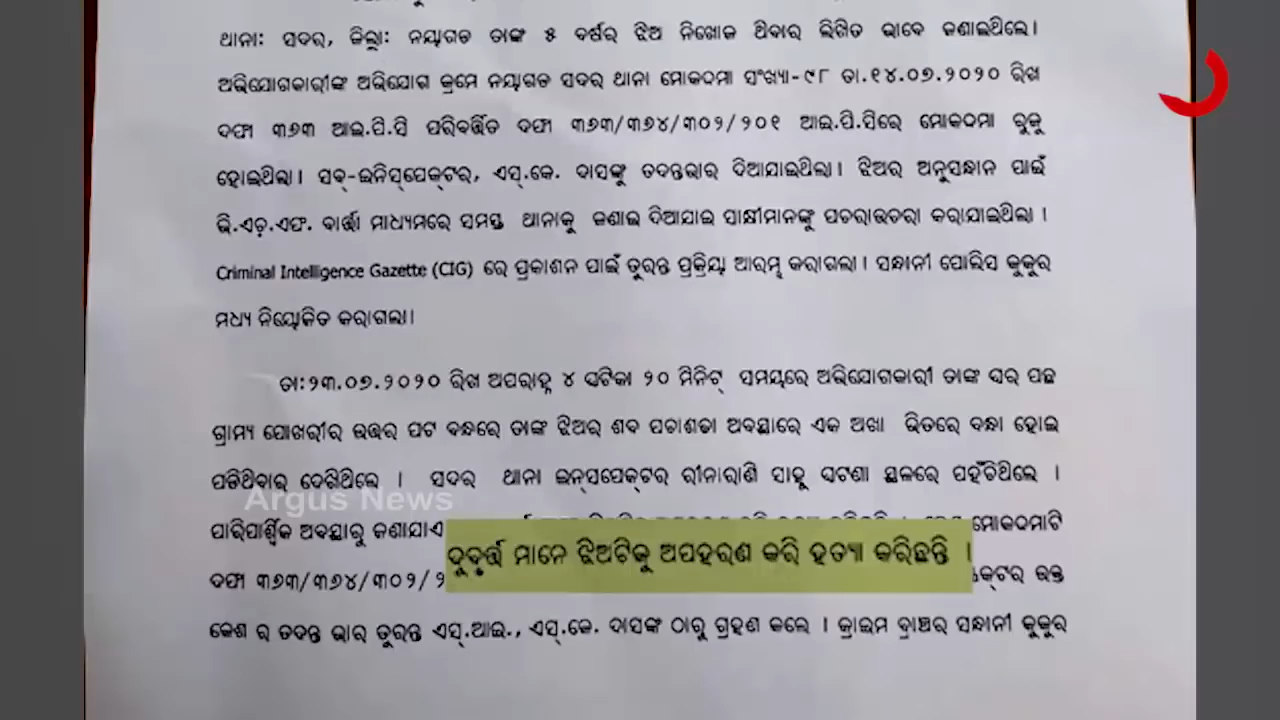 ଥାନା: ସଦର, ଜିଲ୍ଲା: ନୟାଗଡ ତାଙ୍କ ୫ ବର୍ଷର ଝିଅ ନିଖୋଜ ଥିବାର ଲିଖିତ ଭାବେ ଜଣାଇଥିଲେ।
ଅଭିଯୋଗକାରୀଙ୍କ ଅଭିଯୋଗ କ୍ରମେ ନୟାଗଡ ସଦର ଥାନା ମୋକଦମା ସଂଖ୍ୟା-୯୮ ତା.୧୪.୦୭.୨୦୨୦ ରିଖ
ଦଫା ୩୬୩ ଆଇ.ପି.ସି ପରିବର୍ତ୍ତିତ ଦଫା ୩୬୩/୩୬୪/୩୦୨/୨୦୧ ଆଇ.ପି.ସିରେ ମୋକଦମା ରୁଜୁ
ହୋଇଥିଲା। ସବ୍-ଇନିସ୍ପେକ୍ଟର, ଏସ୍.କେ. ଦାସଙ୍କୁ ତଦନ୍ତଭାର ଦିଆଯାଇଥିଲା। ଝିଅର ଅନୁସନ୍ଧାନ ପାଇଁ
ଭି.ଏଚ୍.ଏଫ. ବାର୍ତ୍ତା ମାଧ୍ୟମରେ ସମସ୍ତ ଥାନାକୁ ଜଣାଇ ଦିଆଯାଇ ସାକ୍ଷୀମାନଙ୍କୁ ପଚରାଉଚରା କରାଯାଇଥିଲା ।
Criminal Intelligence Gazette (CIG) ରେ ପ୍ରକାଶନ ପାଇଁ ତୁରନ୍ତ ପ୍ରକ୍ରିୟା ଆରମ୍ଭ କରାଗଲା । ସନ୍ଧାନୀ ପୋଲିସ କୁକୁର
ମଧ୍ୟ ନିୟୋଜିତ କରାଗଲା।
ତା:୨୩.୦୭.୨୦୨୦ ରିଖ ଅପରାହ୍ନ ୪ ଘଟିକା ୨୦ ମିନିଟ୍ ସମୟରେ ଅଭିଯୋଗକାରୀ ତାଙ୍କ ଘର ପଛ
ଗ୍ରାମ୍ୟ ପୋଖରୀର ଉତ୍ତର ପଟ ବନ୍ଧରେ ତାଙ୍କ ଝିଅର ଶବ ପଚାଶଢା ଅବସ୍ଥାରେ ଏକ ଅଖା ଭିତରେ ବନ୍ଧା ହୋଇ
ପଡିଥିବାର ଦେଖିଥିଲେ । ସଦର ଥାନା ଇନ୍ସପେକ୍ଟର ରୀନାରାଣି ସାହୁ ଘଟଣା ସ୍ଥଳରେ ପହଁଚିଥିଲେ ।
Argus News
ପାରିପାର୍ଶ୍ୱିକ ଅବସ୍ଥାରୁ ଜଣାଯାଏ ମୋକଦମାଟି
ଦୁବୃର୍ତ୍ତ ମାନେ ଝିଅଟିକୁ ଅପହରଣ କରି ହତ୍ୟା କରିଛନ୍ତି ।
ଦଫା ୩୬୩/୩୬୪/୩୦୨/୨ କ୍ଟର ଉକ୍ତ
କେଶ ର ତଦନ୍ତ ଭାର ତୁରନ୍ତ ଏସ୍.ଆଇ., ଏସ୍.କେ. ଦାସଙ୍କ ଠାରୁ ଗ୍ରହଣ କଲେ । କ୍ରାଇମ ବ୍ରାଞ୍ଚର ସନ୍ଧାନୀ କୁକୁର